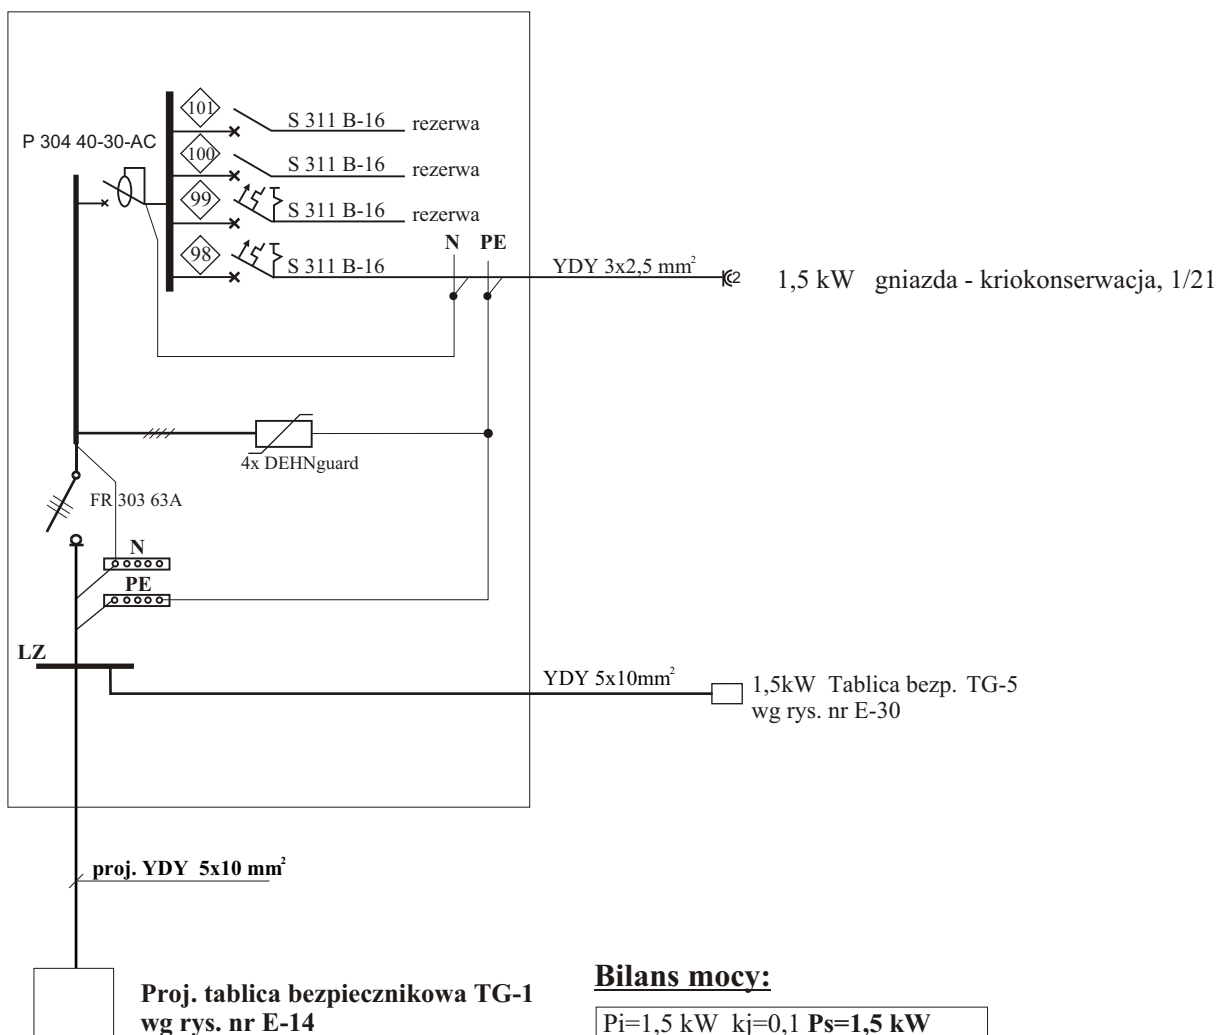 101
S 311 B-16 rezerwa
P 304 40-30-AC
100
S 311 B-16 rezerwa
99
S 311 B-16 rezerwa
N PE
98
S 311 B-16
YDY 3x2,5 mm²
2
1,5 kW gniazda - kriokonserwacja, 1/21
4x DEHNguard
FR 303 63A
N
PE
LZ
YDY 5x10mm²
1,5kW Tablica bezp. TG-5
wg rys. nr E-30
proj. YDY 5x10 mm²
Proj. tablica bezpiecznikowa TG-1
wg rys. nr E-14
Bilans mocy:
Pi=1,5 kW kj=0,1 Ps=1,5 kW